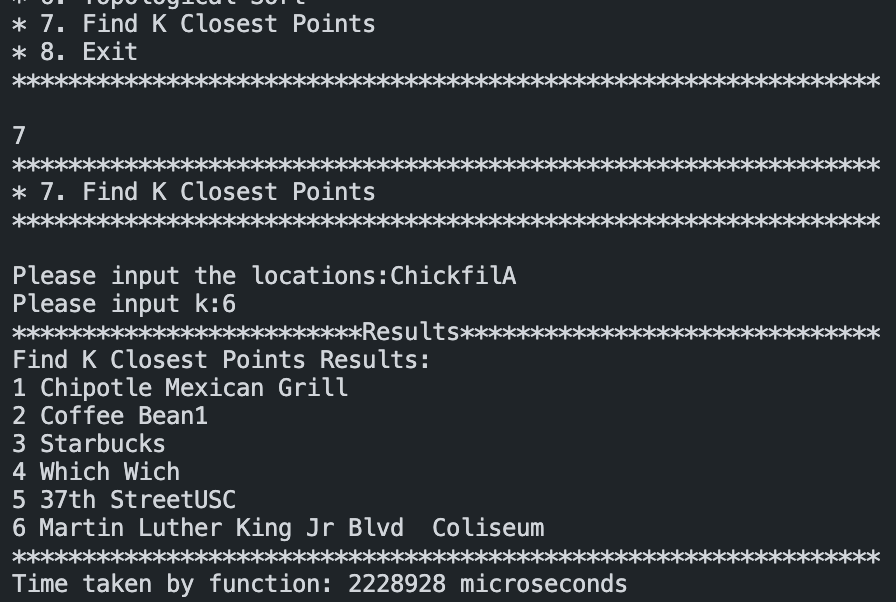 * 6. Topological Sort
* 7. Find K Closest Points
* 8. Exit
**************************************************************
7
**************************************************************
* 7. Find K Closest Points
**************************************************************
Please input the locations:ChickfilA
Please input k:6
*************************Results******************************
Find K Closest Points Results:
1 Chipotle Mexican Grill
2 Coffee Bean1
3 Starbucks
4 Which Wich
5 37th StreetUSC
6 Martin Luther King Jr Blvd  Coliseum
**************************************************************
Time taken by function: 2228928 microseconds